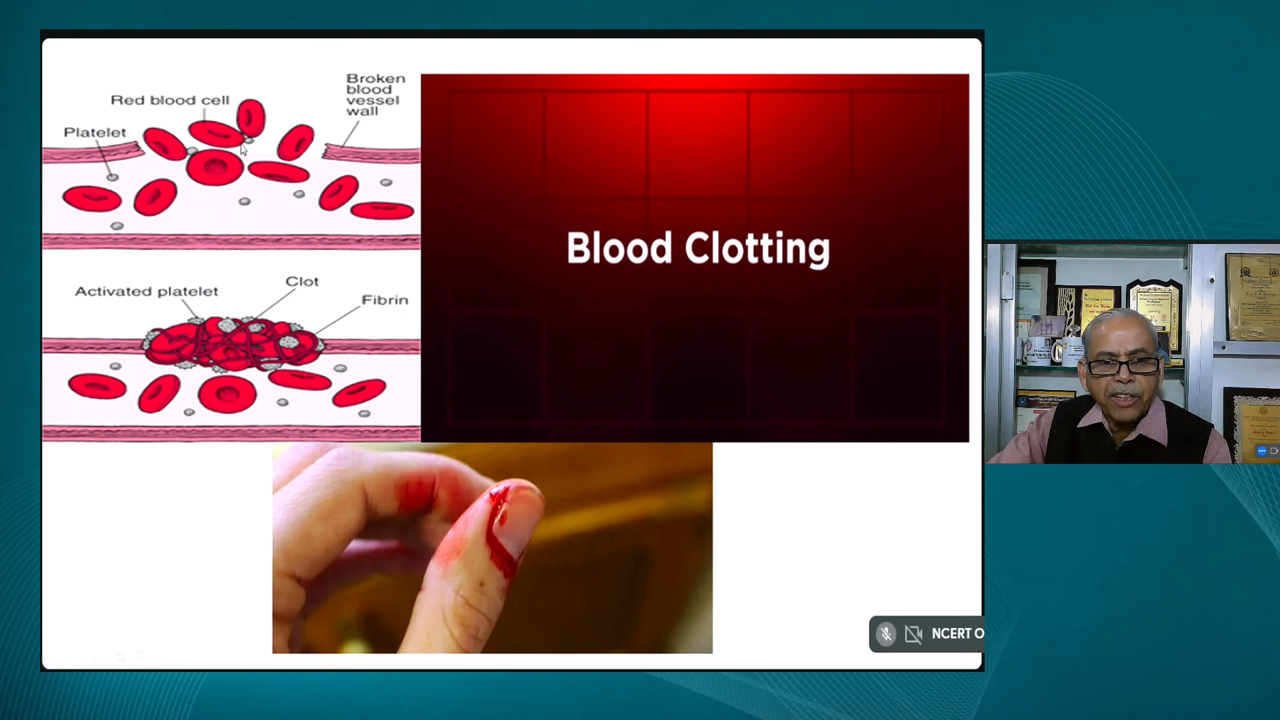 Broken
blood
vessel
wall
Red blood cell
Platelet
Blood Clotting
Clot
Activated platelet
Fibrin
NCERT O